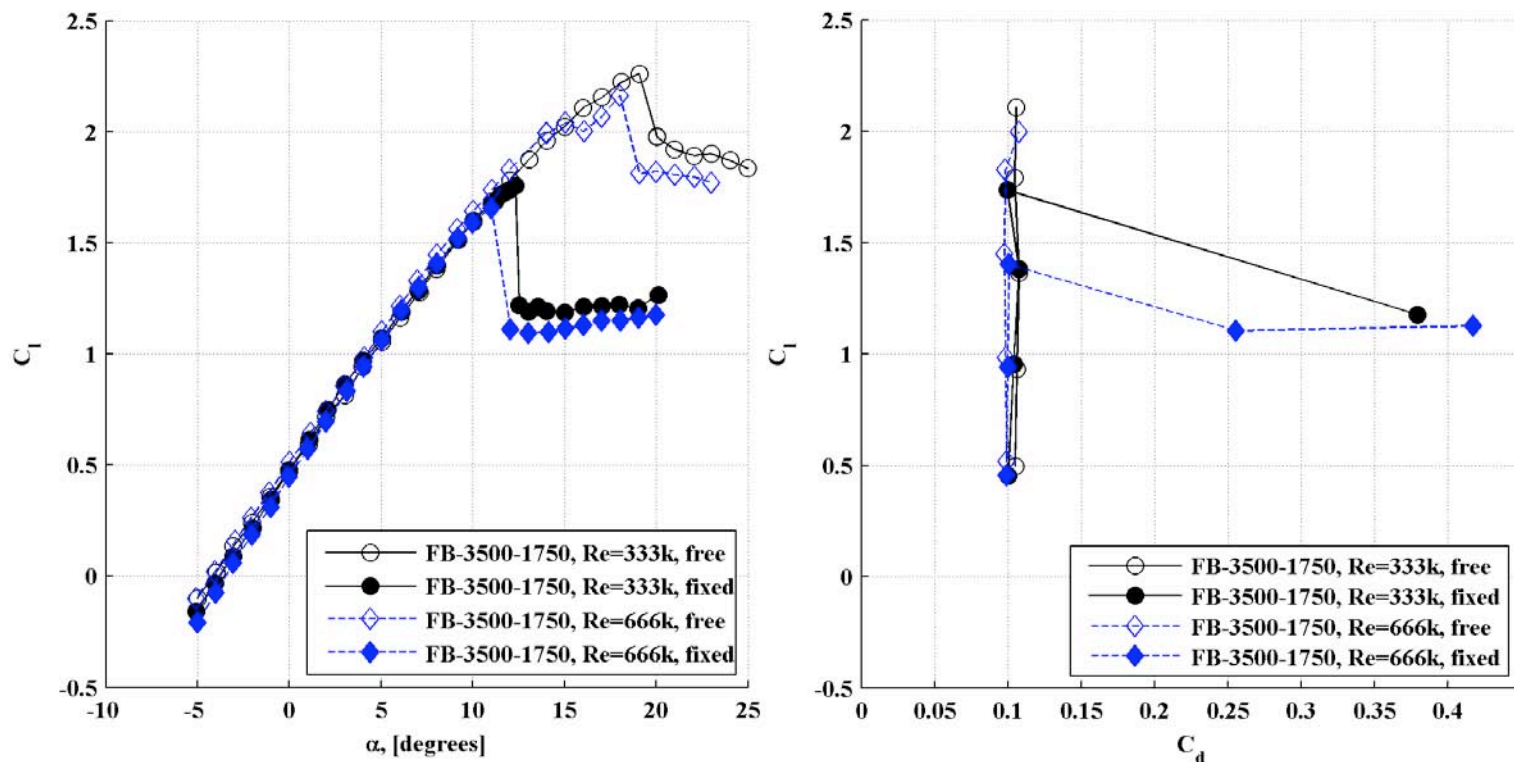 2.5
2
1.5
1
0.5
0
-0.5
C_l
-10
-5
0
5
10
15
20
25
α, [degrees]
FB-3500-1750, Re=333k, free
FB-3500-1750, Re=333k, fixed
FB-3500-1750, Re=666k, free
FB-3500-1750, Re=666k, fixed
2.5
2
1.5
1
0.5
0
-0.5
C_l
0
0.05
0.1
0.15
0.2
0.25
0.3
0.35
0.4
C_d
FB-3500-1750, Re=333k, free
FB-3500-1750, Re=333k, fixed
FB-3500-1750, Re=666k, free
FB-3500-1750, Re=666k, fixed